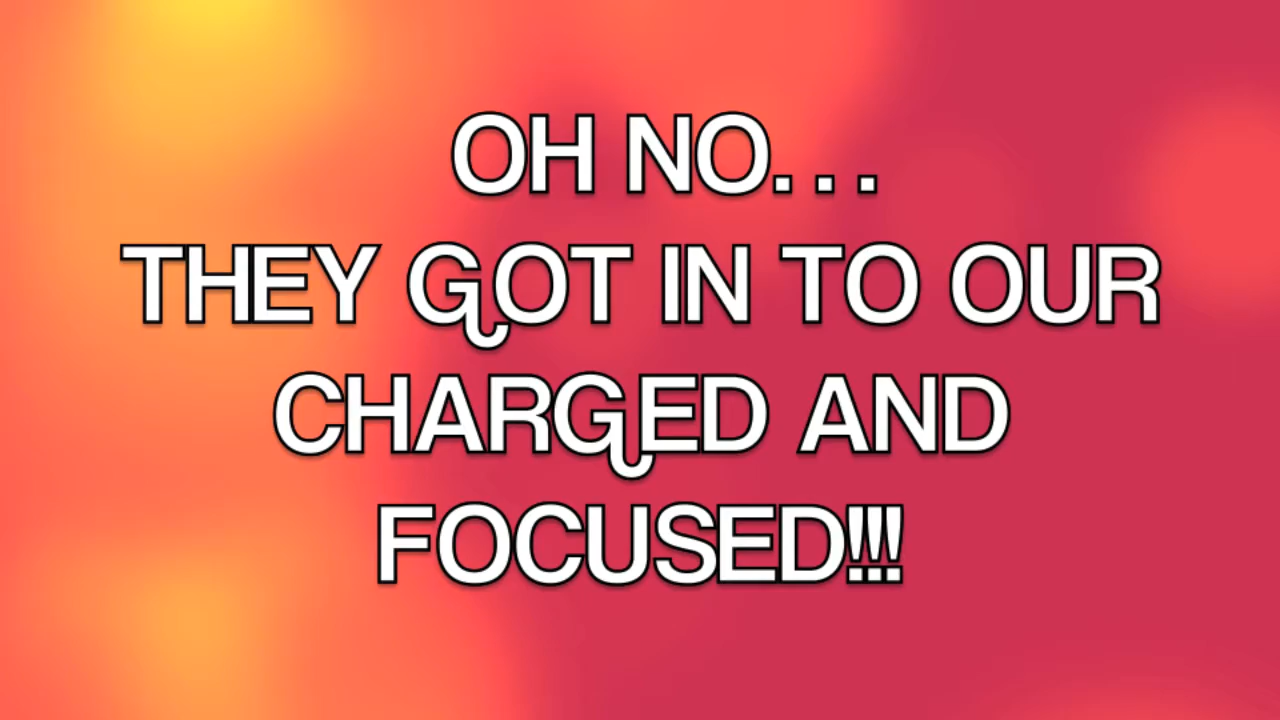 OH NO...
THEY GOT IN TO OUR
CHARGED AND
FOCUSED!!!